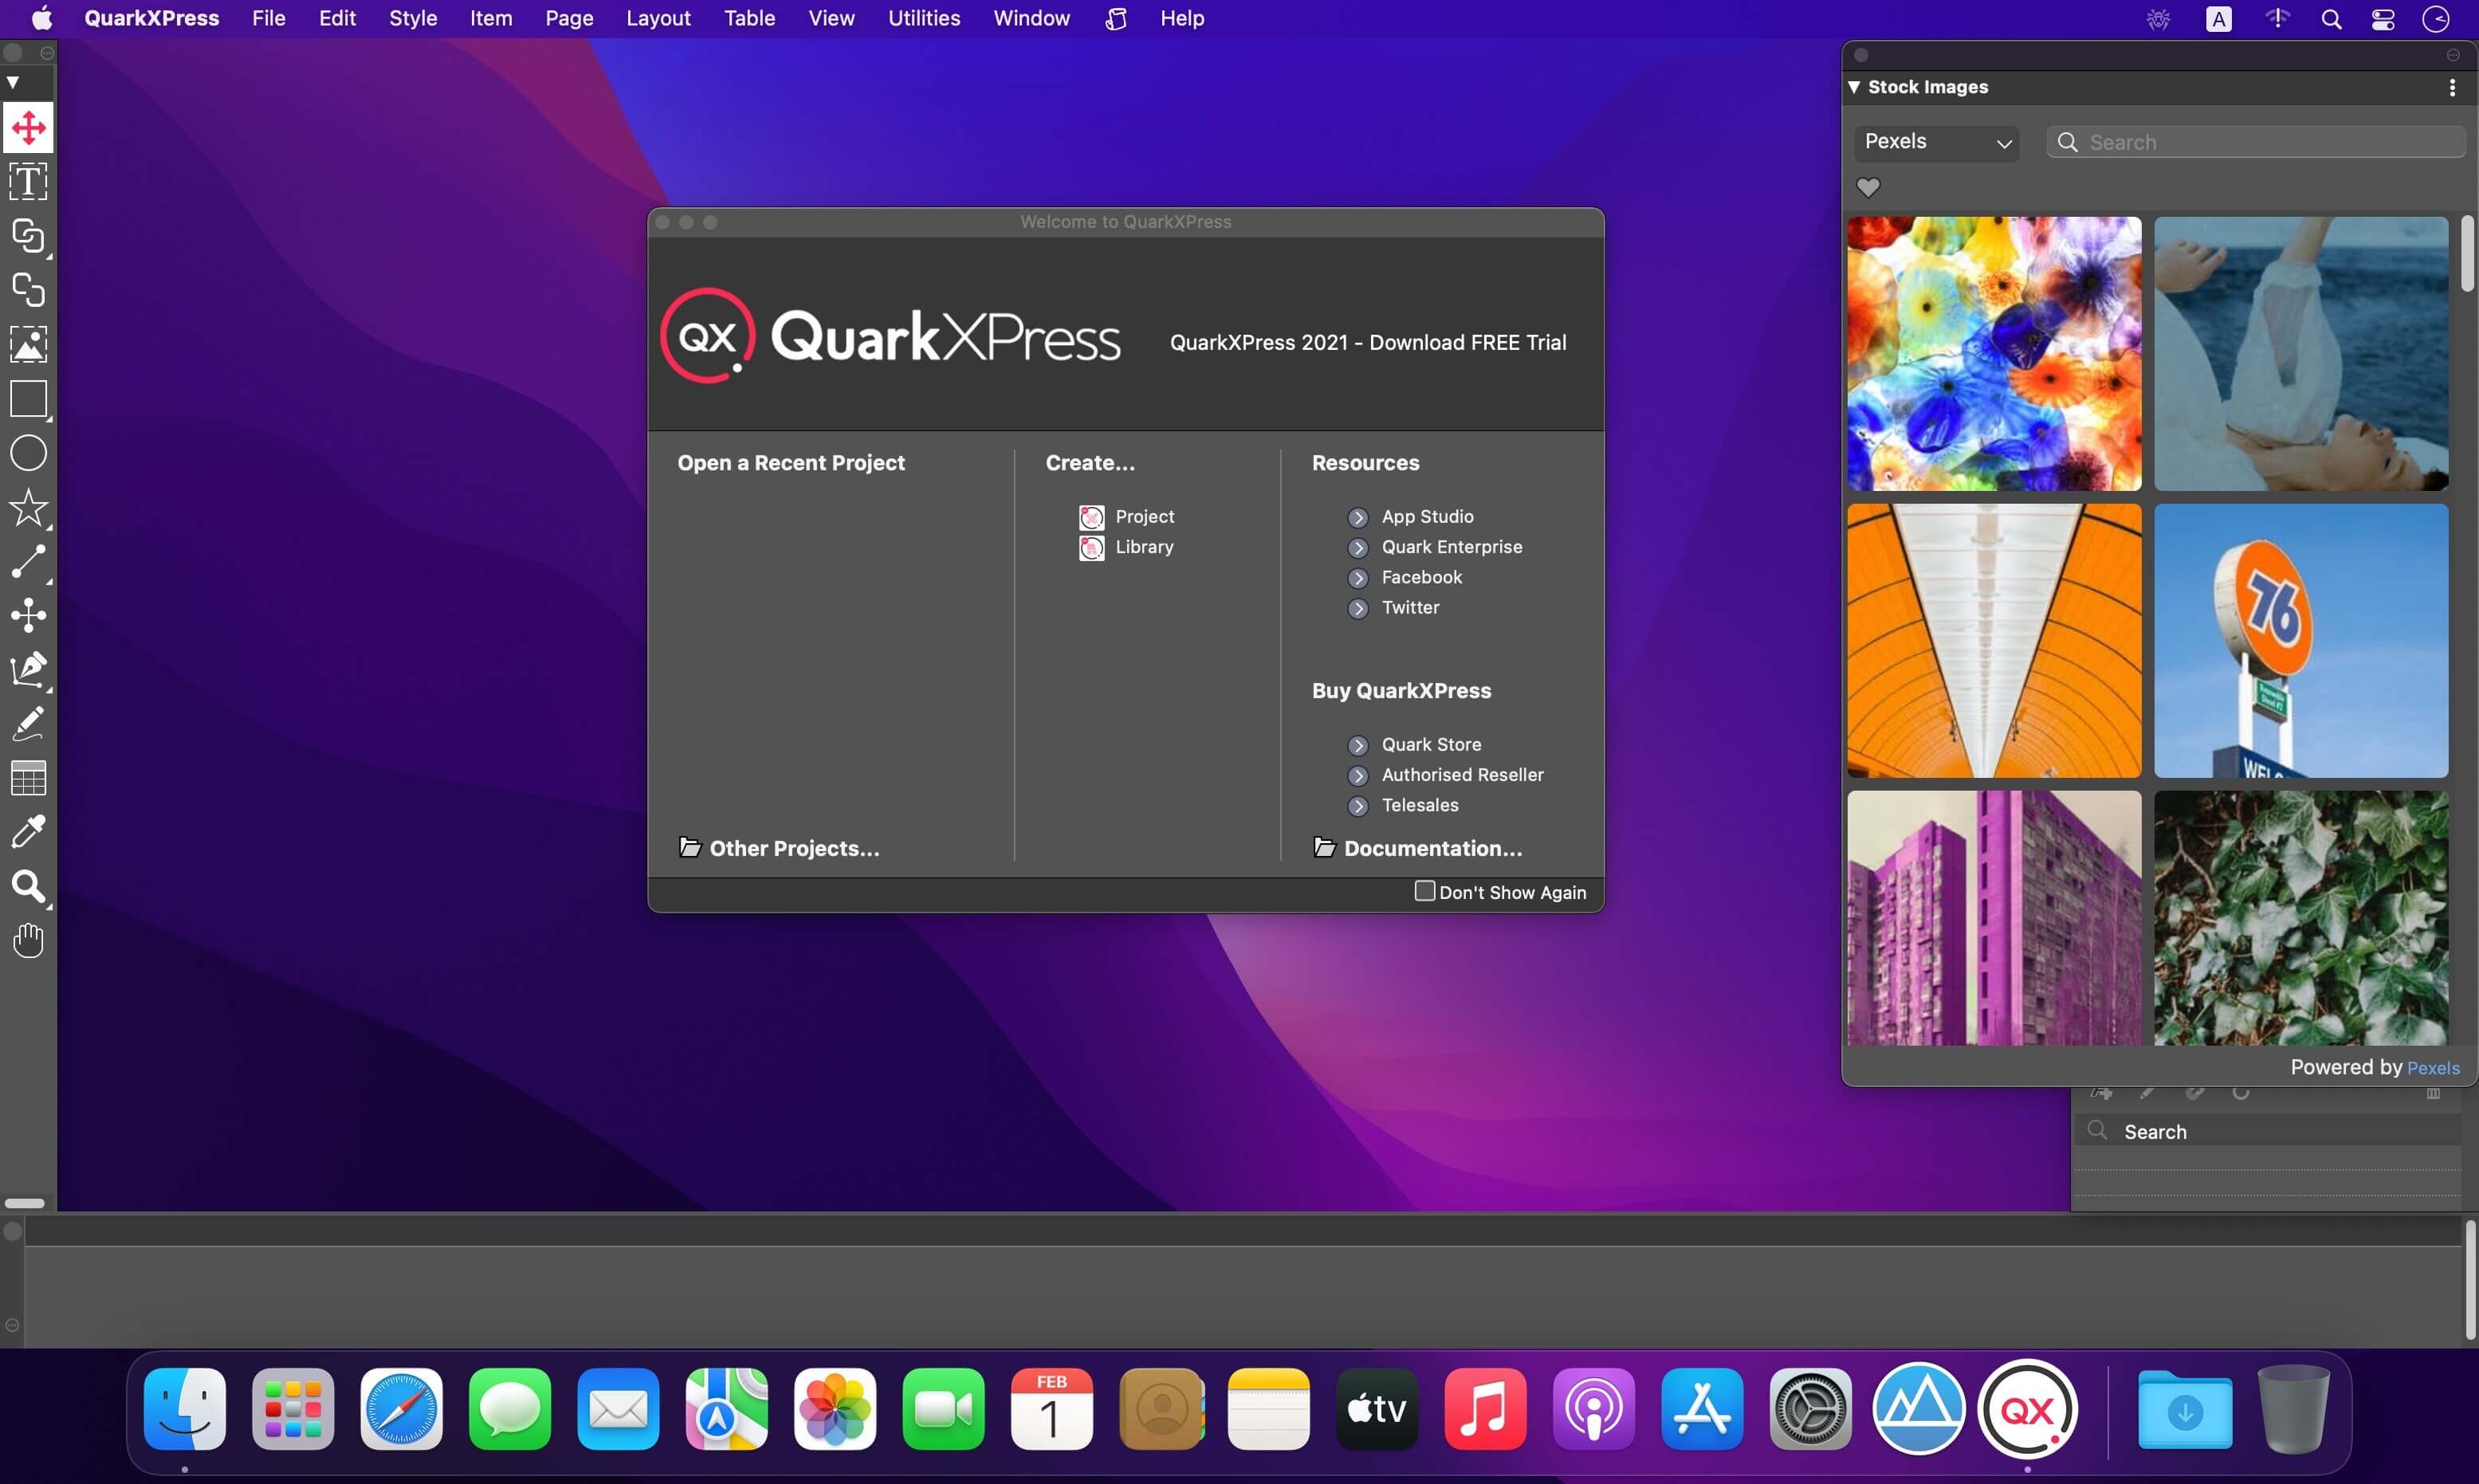 QuarkXPress File Edit Style Item Page Layout Table View Utilities Window Help
A
Stock Images
Pexels
Search
T
Welcome to QuarkXPress
QX QuarkXPress
QuarkXPress 2021 - Download FREE Trial
Open a Recent Project
Create...
Resources
Project
Library
App Studio
Quark Enterprise
Facebook
Twitter
Buy QuarkXPress
Quark Store
Authorised Reseller
Telesales
Other Projects...
Documentation...
Don't Show Again
76
Powered by Pexels
Search
FEB
1
tv
QX